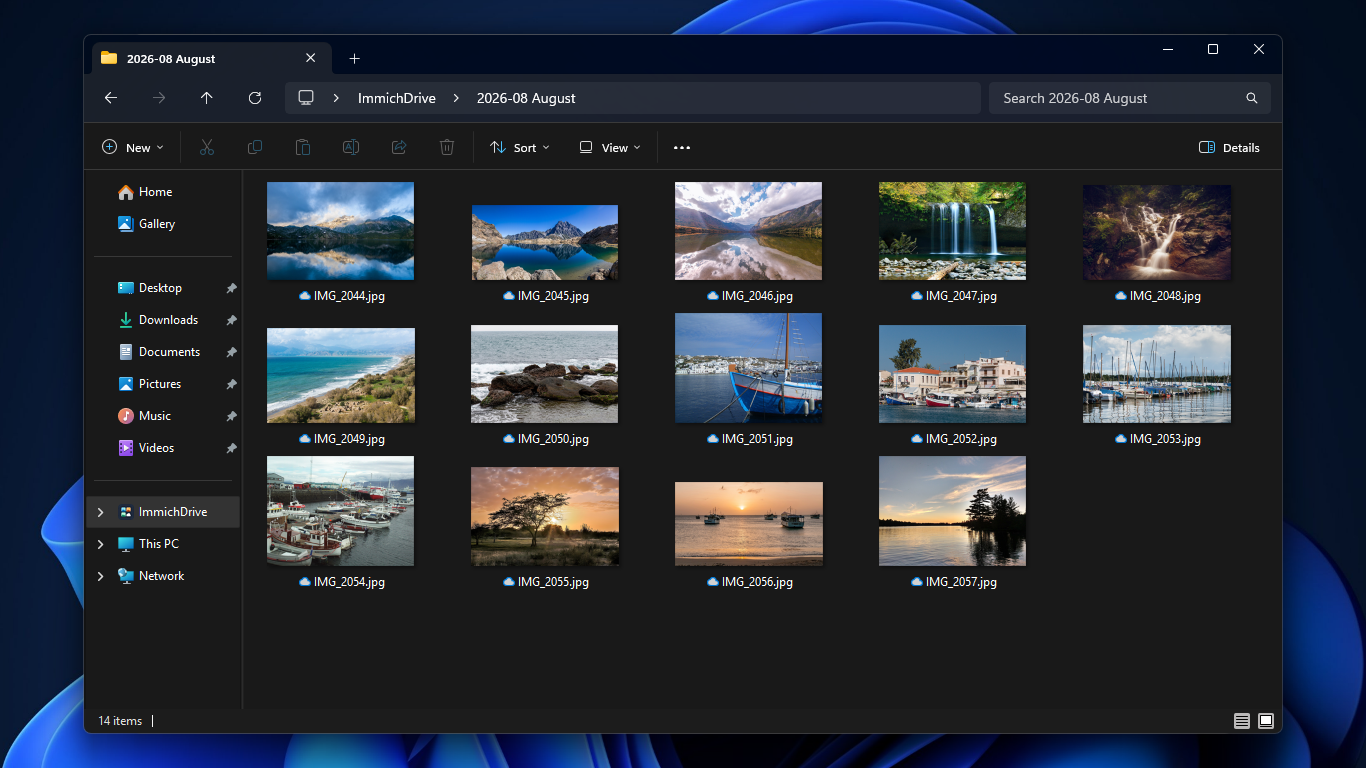 2026-08 August
ImmichDrive 2026-08 August
Search 2026-08 August
New
Sort
View
Details
Home
Gallery
Desktop
Downloads
Documents
Pictures
Music
Videos
ImmichDrive
This PC
Network
IMG_2044.jpg
IMG_2045.jpg
IMG_2046.jpg
IMG_2047.jpg
IMG_2048.jpg
IMG_2049.jpg
IMG_2050.jpg
IMG_2051.jpg
IMG_2052.jpg
IMG_2053.jpg
IMG_2054.jpg
IMG_2055.jpg
IMG_2056.jpg
IMG_2057.jpg
14 items